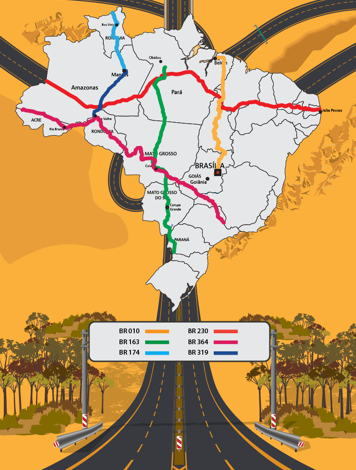 Boa Vista
RORAIMA
Óbidos
Belém
Manaus
Amazonas
Pará
João Pessoa
ACRE
Rio Branco
Porto Velho
RONDÔNIA
MATO GROSSO
Cuiabá
BRASÍLIA
GOIÁS
Goiânia
MATO GROSSO
DO SUL
Campo
Grande
PARANÁ
BR 010 BR 230
BR 163 BR 364
BR 174 BR 319